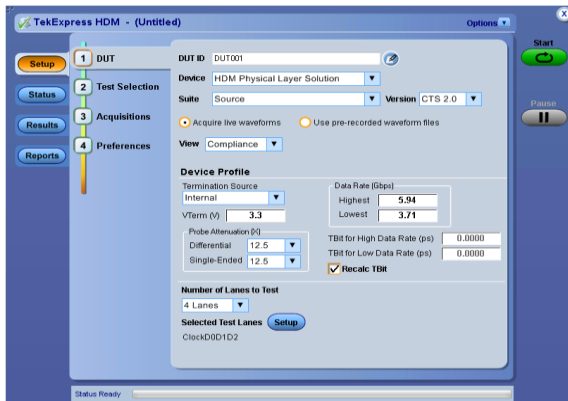 TekExpress HDM - (Untitled)
Options
x
Start
Pause
Setup
Status
Results
Reports
1 DUT
2 Test Selection
3 Acquisitions
4 Preferences
DUT ID DUT001
Device HDM Physical Layer Solution
Suite Source Version CTS 2.0
Acquire live waveforms Use pre-recorded waveform files
View Compliance
Device Profile
Termination Source
Internal
VTerm (V) 3.3
Probe Attenuation (X)
Differential 12.5
Single-Ended 12.5
Data Rate (Gbps)
Highest 5.94
Lowest 3.71
TBit for High Data Rate (ps) 0.0000
TBit for Low Data Rate (ps) 0.0000
Recalc TBit
Number of Lanes to Test
4 Lanes
Selected Test Lanes Setup
ClockD0D1D2
Status Ready